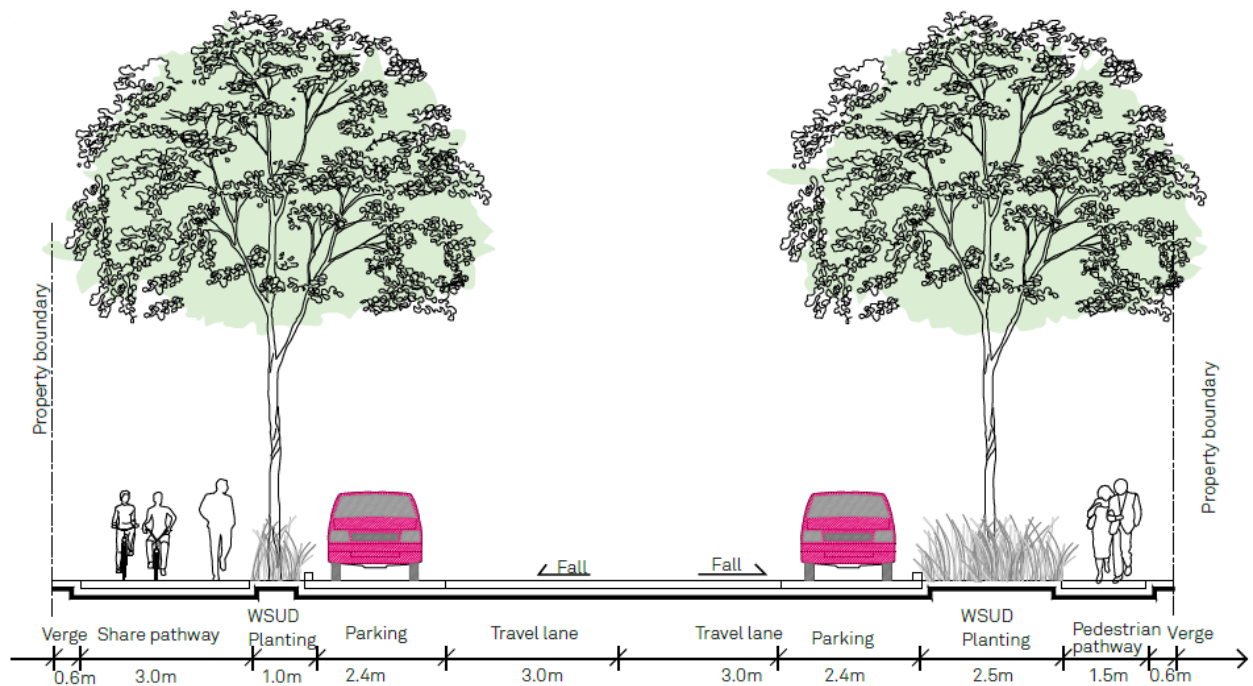 Property boundary
Property boundary
Fall
Fall
Verge
Share pathway
WSUD
Planting
Parking
Travel lane
Travel lane
Parking
WSUD
Planting
Pedestrian
pathway
Verge
0.6m
3.0m
1.0m
2.4m
3.0m
3.0m
2.4m
2.5m
1.5m
0.6m